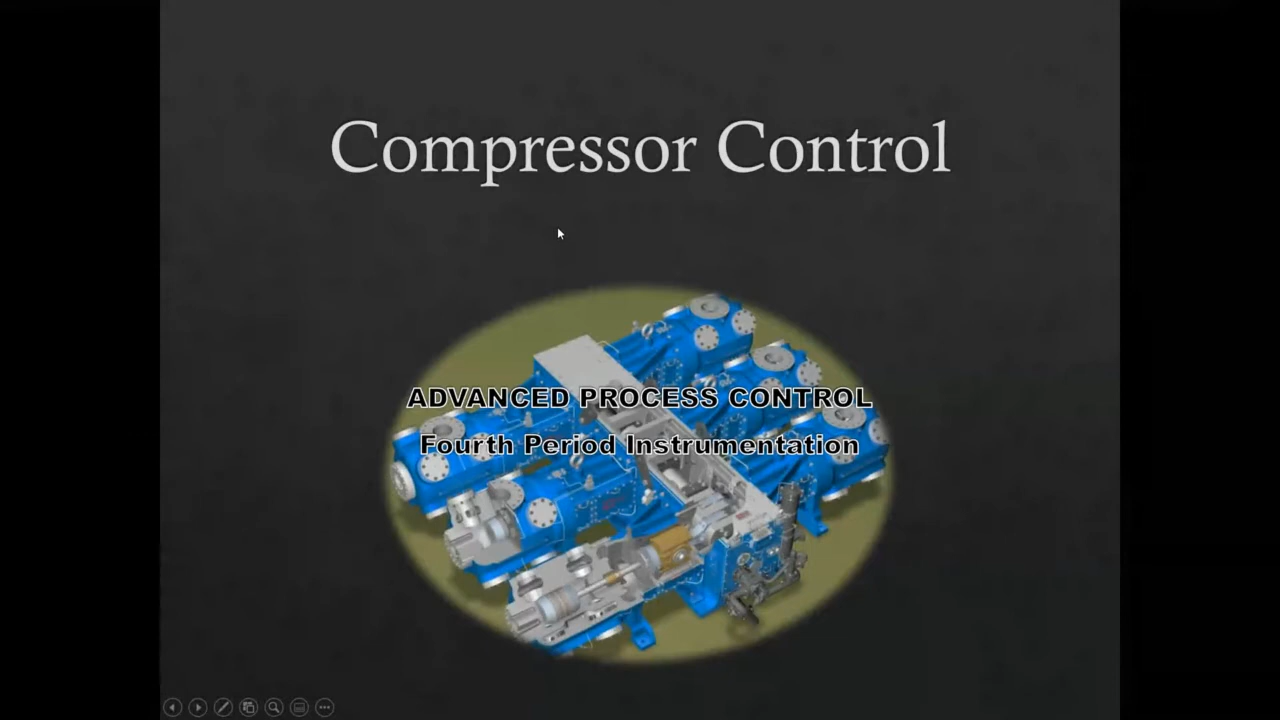 Compressor Control
ADVANCED PROCESS CONTROL
Fourth Period Instrumentation